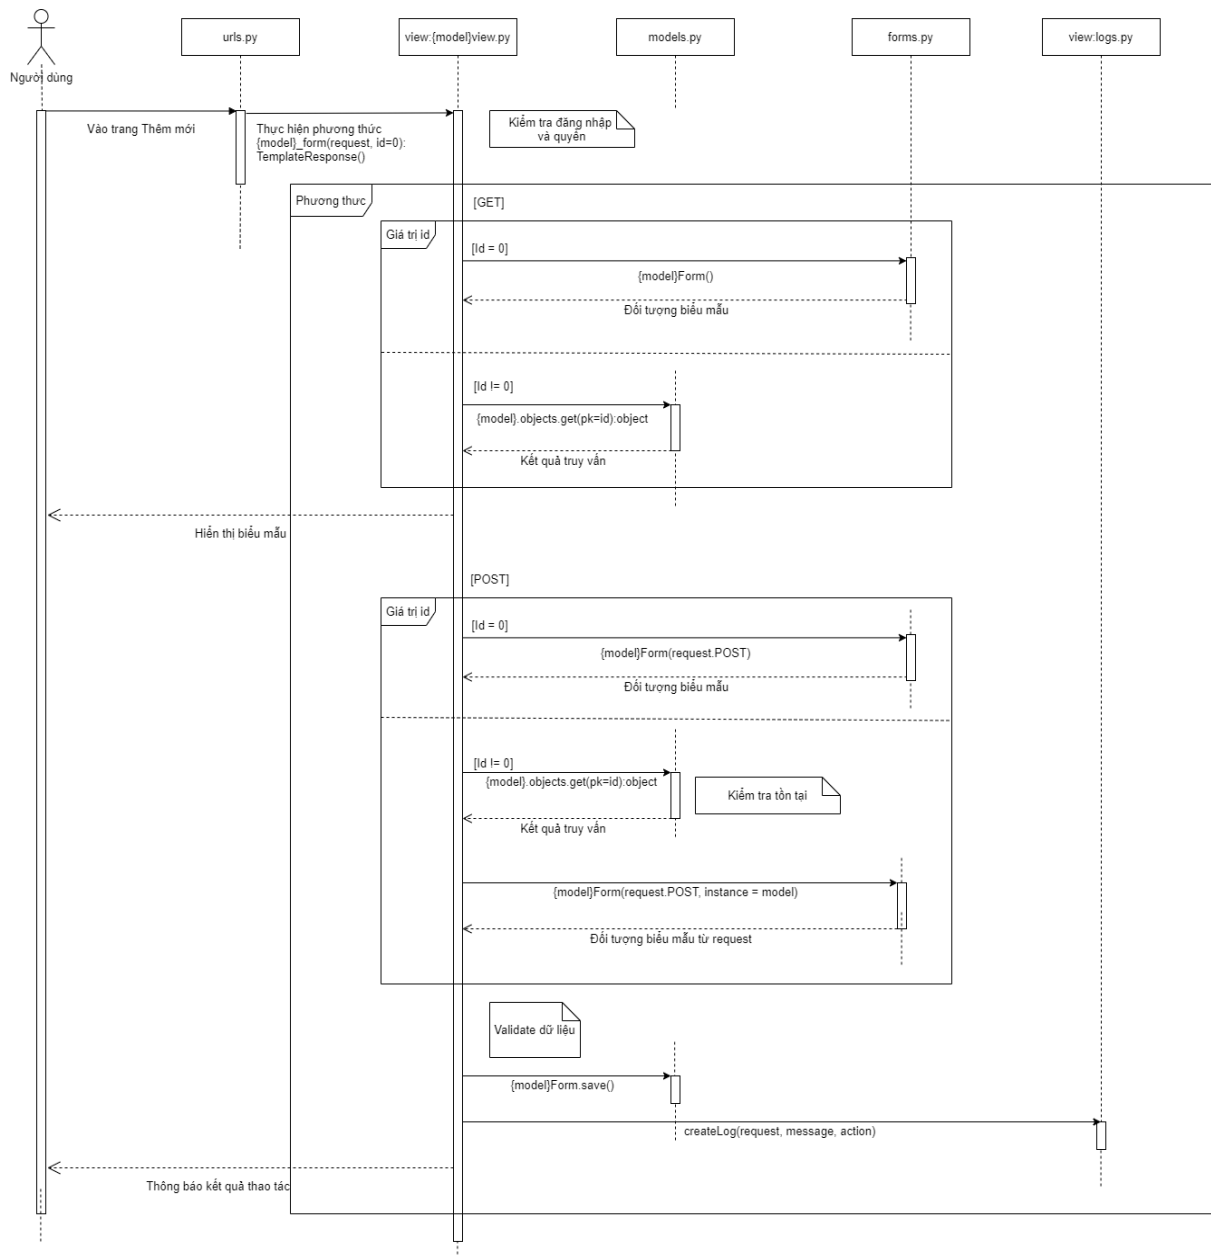 Người dùng
urls.py
view:{model}view.py
models.py
forms.py
view:logs.py
Vào trang Thêm mới
Thực hiện phương thức
{model}_form(request, id=0):
TemplateResponse()
Kiểm tra đăng nhập
và quyền
Phương thưc
[GET]
Giá trị id
[Id = 0]
{model}Form()
Đối tượng biểu mẫu
[Id != 0]
{model}.objects.get(pk=id):object
Kết quả truy vấn
Hiển thị biểu mẫu
[POST]
Giá trị id
[Id = 0]
{model}Form(request.POST)
Đối tượng biểu mẫu
[Id != 0]
{model}.objects.get(pk=id):object
Kiểm tra tồn tại
Kết quả truy vấn
{model}Form(request.POST, instance = model)
Đối tượng biểu mẫu từ request
Validate dữ liệu
{model}Form.save()
createLog(request, message, action)
Thông báo kết quả thao tác